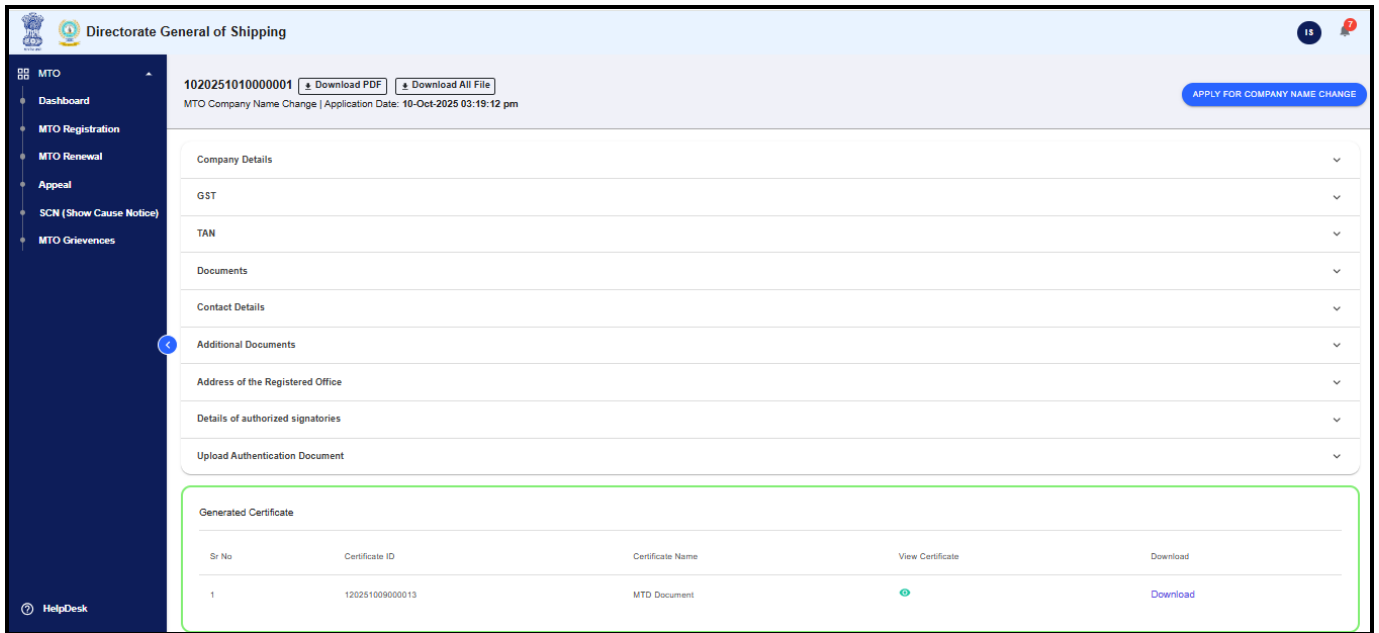 Directorate General of Shipping
IS
7
MTO
Dashboard
MTO Registration
MTO Renewal
Appeal
SCN (Show Cause Notice)
MTO Grievences
HelpDesk
1020251010000001 Download PDF Download All File
MTO Company Name Change | Application Date: 10-Oct-2025 03:19:12 pm
APPLY FOR COMPANY NAME CHANGE
Company Details
GST
TAN
Documents
Contact Details
Additional Documents
Address of the Registered Office
Details of authorized signatories
Upload Authentication Document
Generated Certificate
Sr No Certificate ID Certificate Name View Certificate Download
1 120251009000013 MTD Document Download